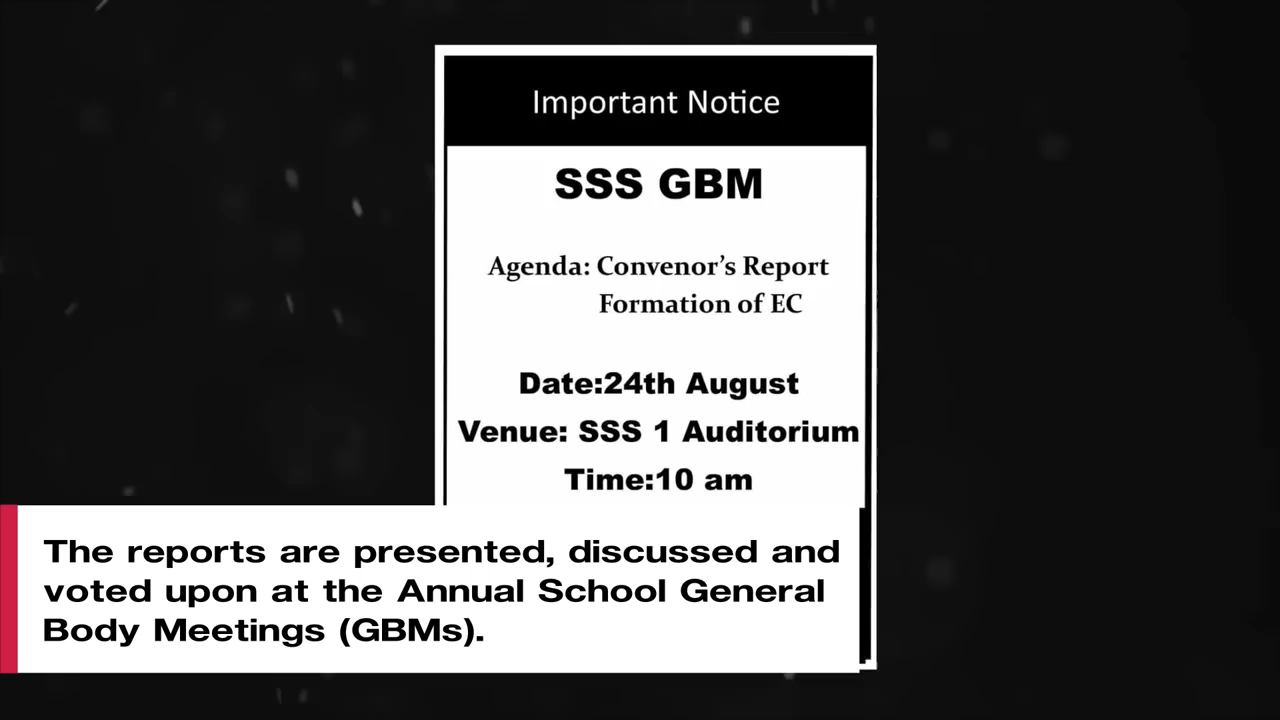 Important Notice
SSS GBM
Agenda: Convenor's Report
Formation of EC
Date:24th August
Venue: SSS 1 Auditorium
Time:10 am
The reports are presented, discussed and
voted upon at the Annual School General
Body Meetings (GBMs).